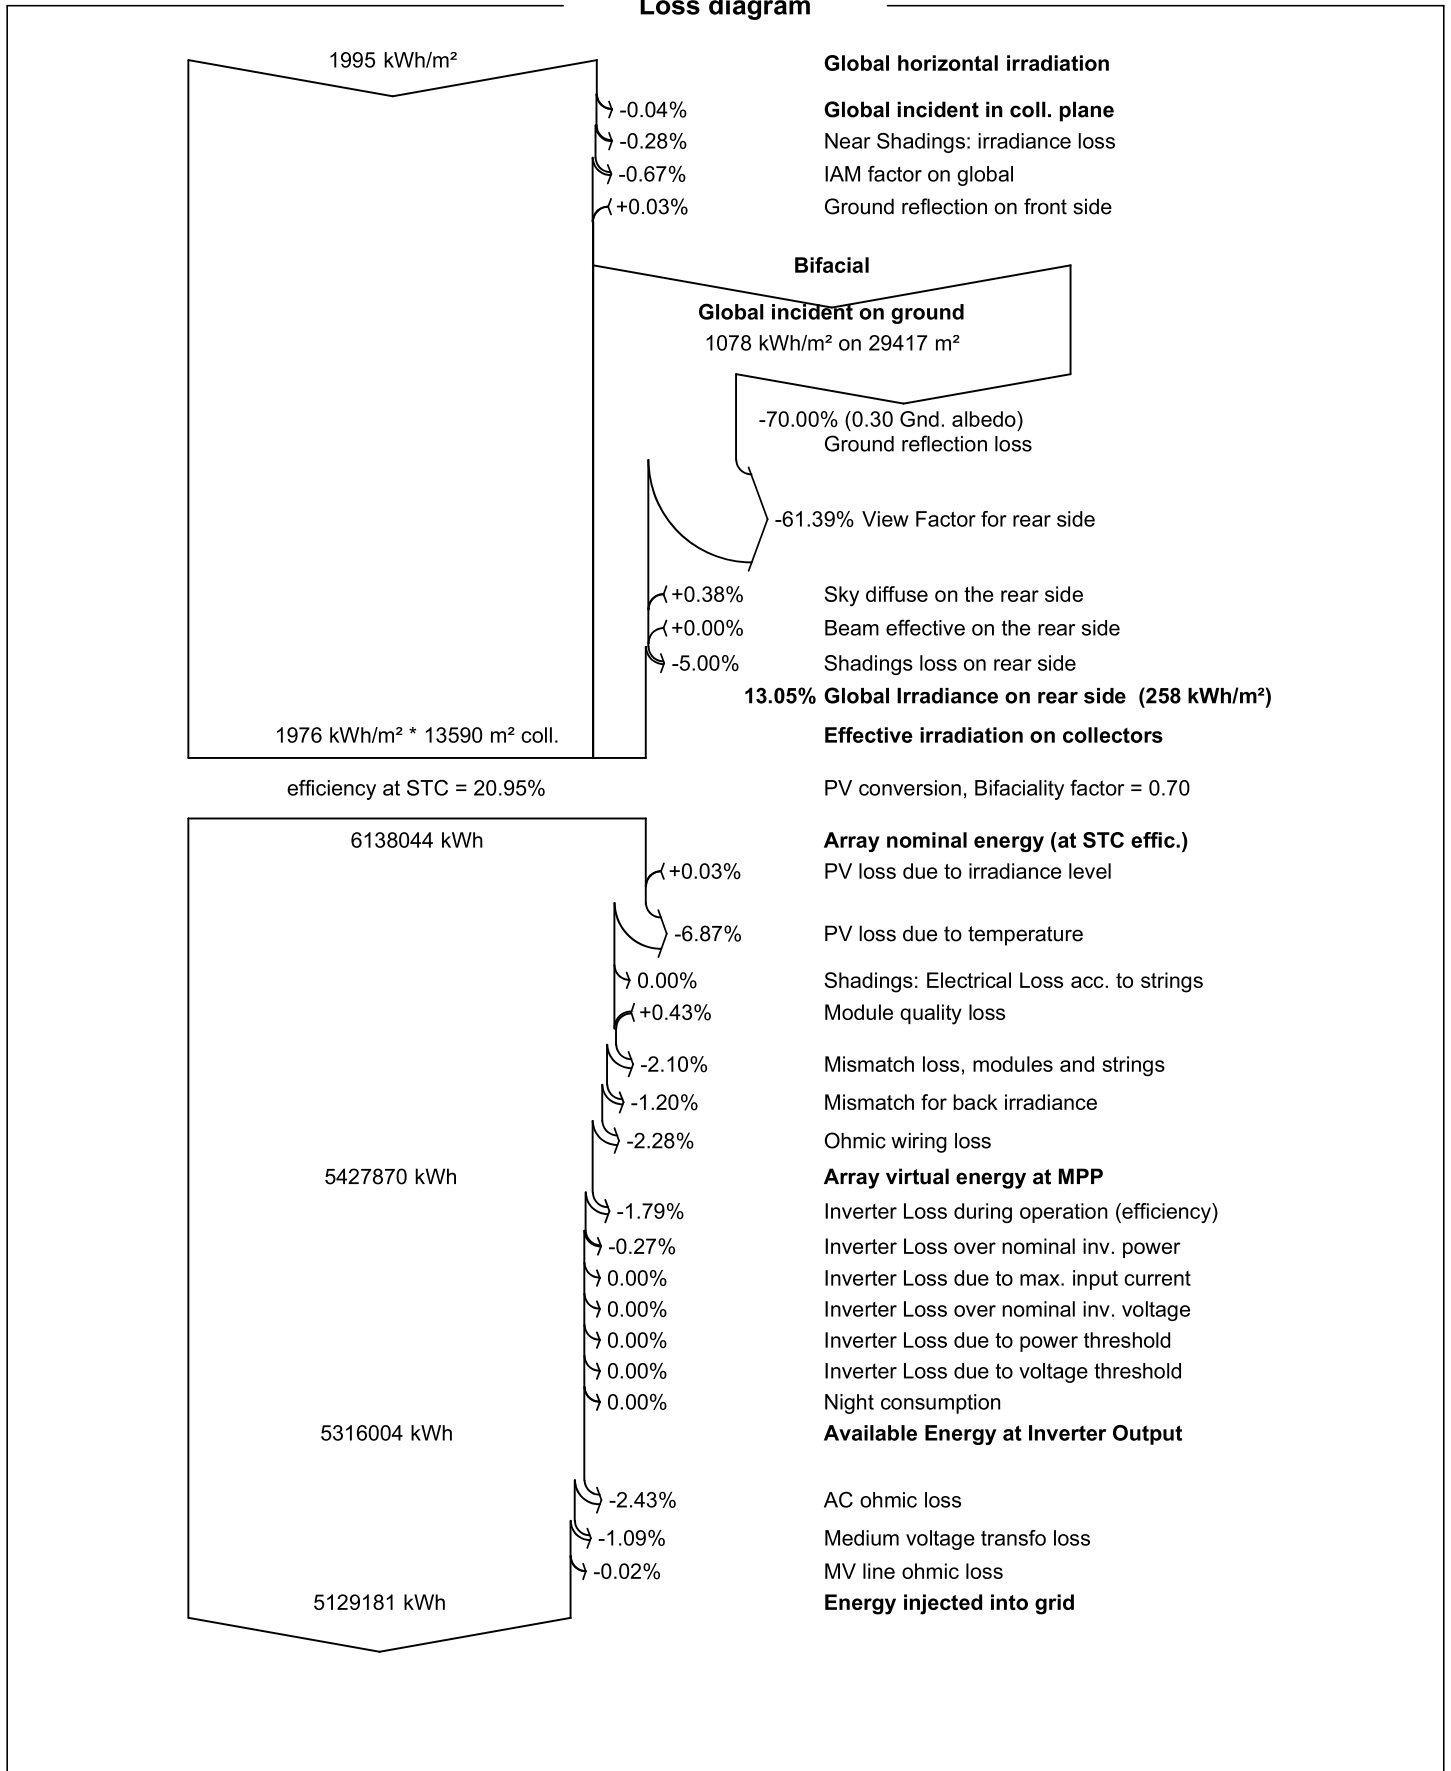 Loss diagram
1995 kWh/m² Global horizontal irradiation
-0.04% Global incident in coll. plane
-0.28% Near Shadings: irradiance loss
-0.67% IAM factor on global
+0.03% Ground reflection on front side
Bifacial
Global incident on ground
1078 kWh/m² on 29417 m²
-70.00% (0.30 Gnd. albedo)
Ground reflection loss
-61.39% View Factor for rear side
+0.38% Sky diffuse on the rear side
+0.00% Beam effective on the rear side
-5.00% Shadings loss on rear side
13.05% Global Irradiance on rear side (258 kWh/m²)
1976 kWh/m² * 13590 m² coll. Effective irradiation on collectors
efficiency at STC = 20.95% PV conversion, Bifaciality factor = 0.70
6138044 kWh Array nominal energy (at STC effic.)
+0.03% PV loss due to irradiance level
-6.87% PV loss due to temperature
0.00% Shadings: Electrical Loss acc. to strings
+0.43% Module quality loss
-2.10% Mismatch loss, modules and strings
-1.20% Mismatch for back irradiance
-2.28% Ohmic wiring loss
5427870 kWh Array virtual energy at MPP
-1.79% Inverter Loss during operation (efficiency)
-0.27% Inverter Loss over nominal inv. power
0.00% Inverter Loss due to max. input current
0.00% Inverter Loss over nominal inv. voltage
0.00% Inverter Loss due to power threshold
0.00% Inverter Loss due to voltage threshold
0.00% Night consumption
5316004 kWh Available Energy at Inverter Output
-2.43% AC ohmic loss
-1.09% Medium voltage transfo loss
-0.02% MV line ohmic loss
5129181 kWh Energy injected into grid